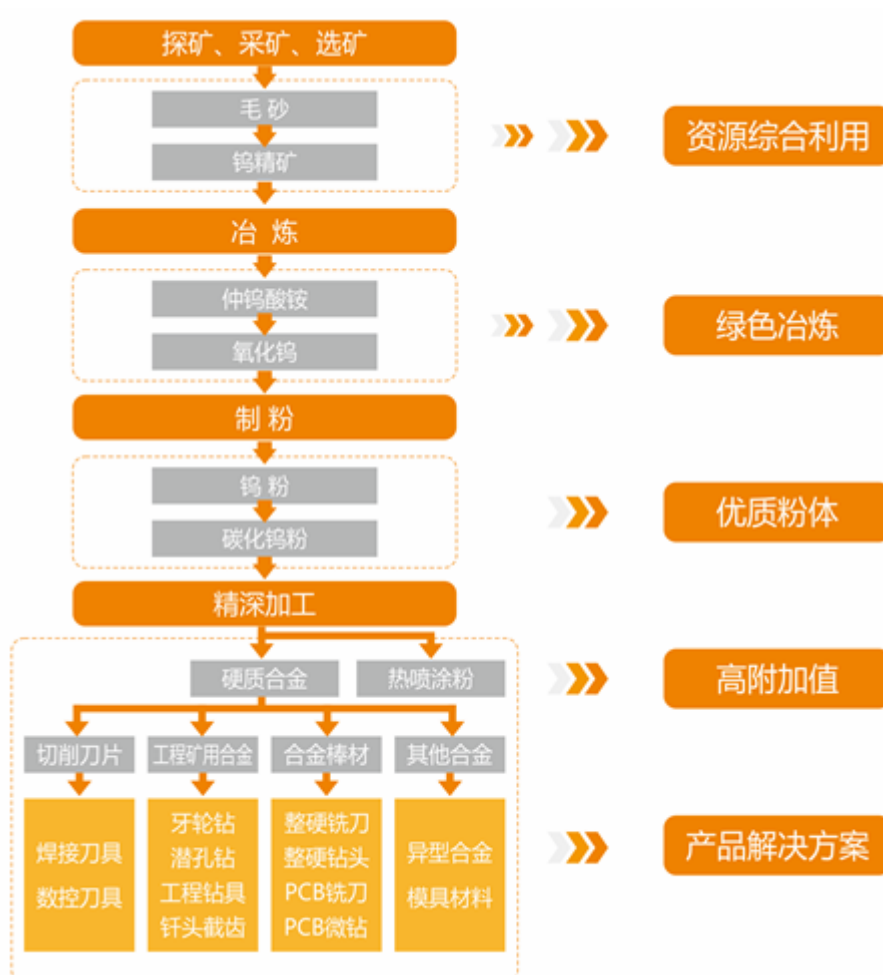 探矿、采矿、选矿
毛砂
钨精矿
资源综合利用
冶 炼
仲钨酸铵
氧化钨
绿色冶炼
制 粉
钨 粉
碳化钨粉
优质粉体
精深加工
硬质合金
热喷涂粉
高附加值
切削刀片
工程矿用合金
合金棒材
其他合金
焊接刀具
数控刀具
牙轮钻
潜孔钻
工程钻具
钎头截齿
整硬铣刀
整硬钻头
PCB铣刀
PCB微钻
异型合金
模具材料
产品解决方案